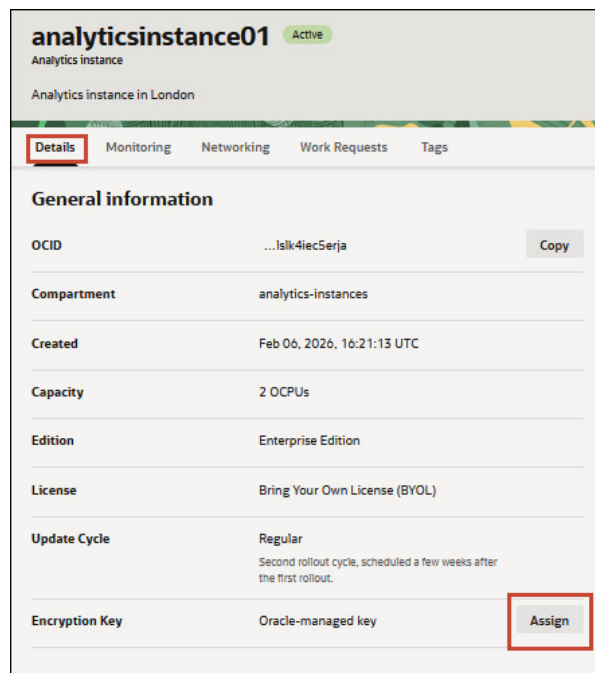 analyticsinstance01 Active
Analytics instance
Analytics instance in London
Details Monitoring Networking Work Requests Tags
General information
OCID ...lslk4iec5erja Copy
Compartment analytics-instances
Created Feb 06, 2026, 16:21:13 UTC
Capacity 2 OCPUs
Edition Enterprise Edition
License Bring Your Own License (BYOL)
Update Cycle Regular
Second rollout cycle, scheduled a few weeks after
the first rollout.
Encryption Key Oracle-managed key Assign